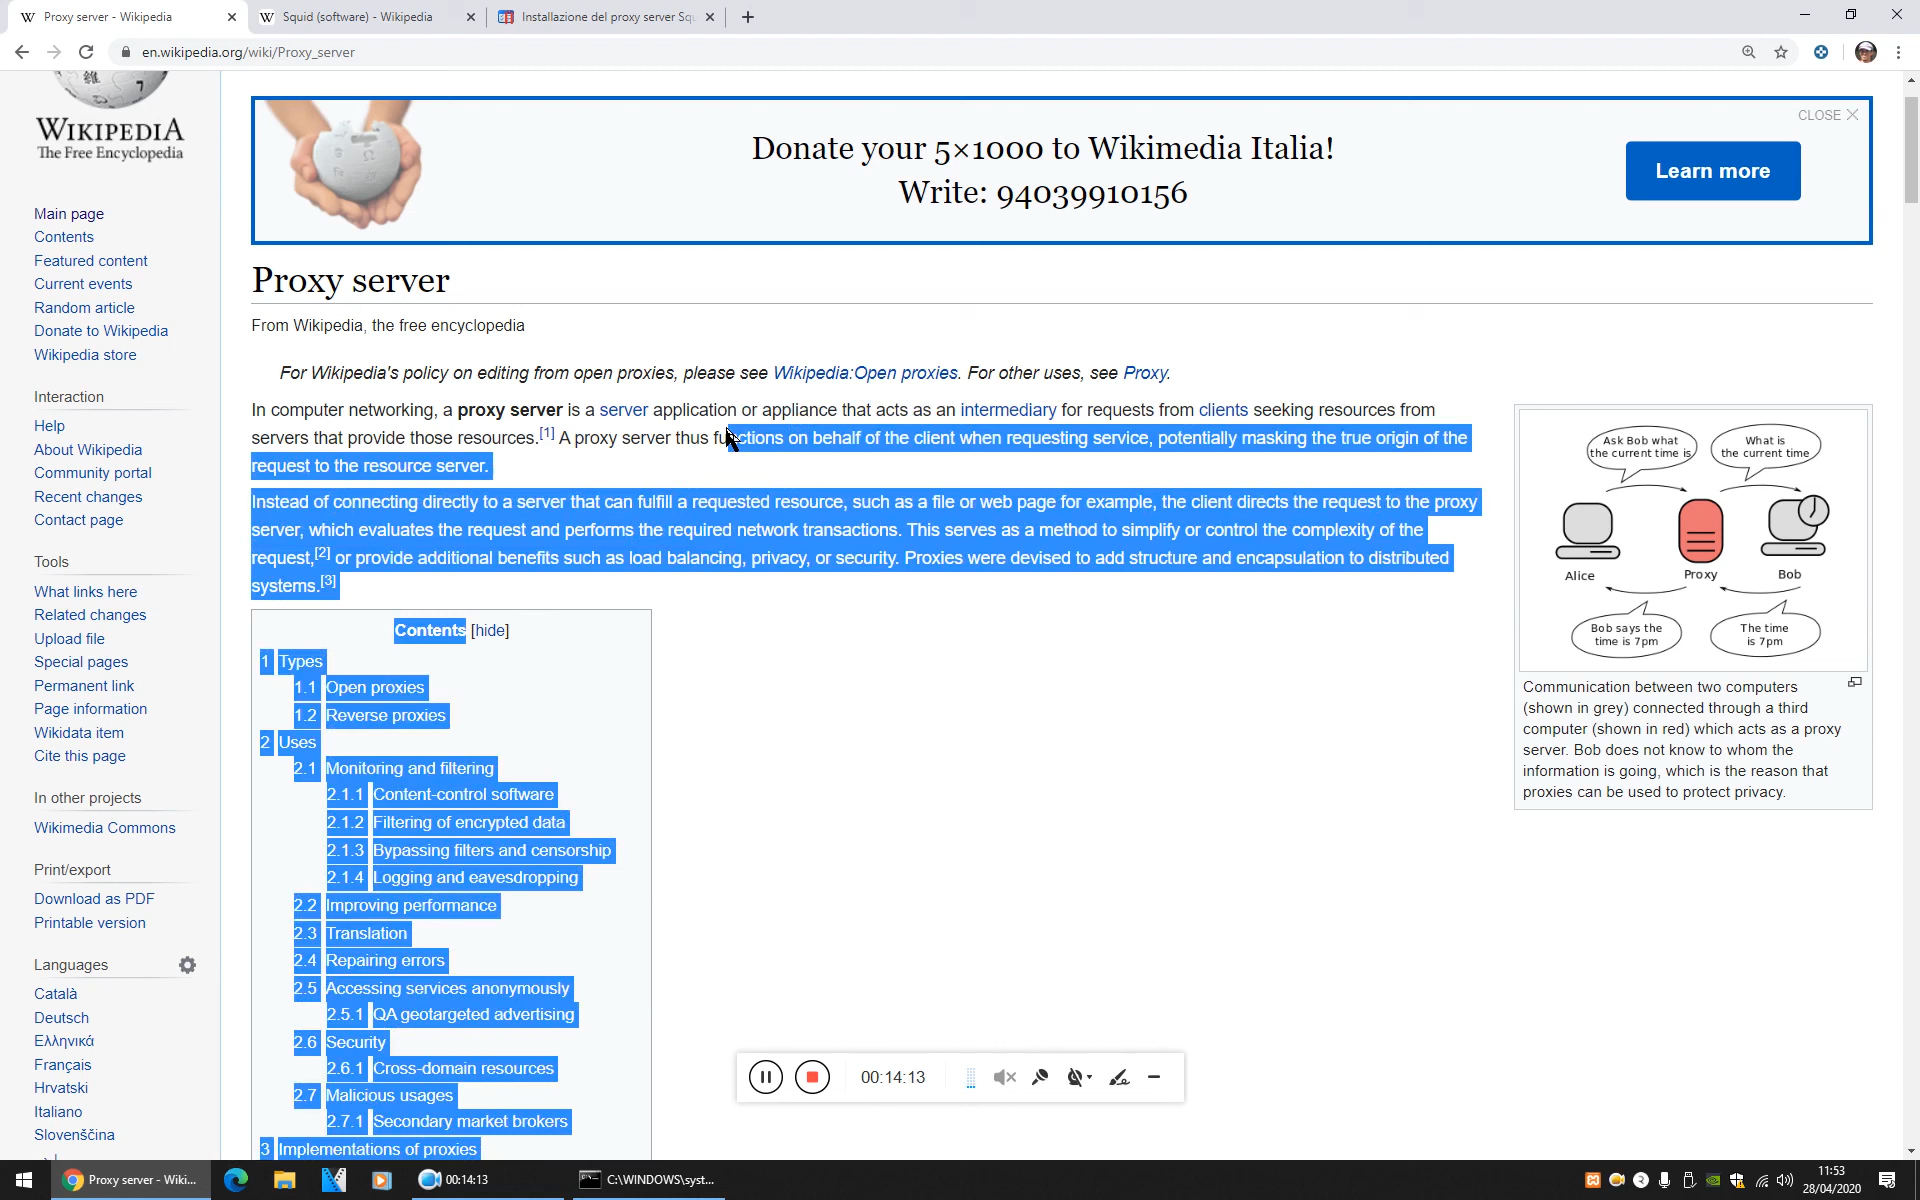 Proxy server - Wikipedia
Squid (software) - Wikipedia
Installazione del proxy server Squ
en.wikipedia.org/wiki/Proxy_server
WIKIPEDIA
The Free Encyclopedia
Main page
Contents
Featured content
Current events
Random article
Donate to Wikipedia
Wikipedia store
Interaction
Help
About Wikipedia
Community portal
Recent changes
Contact page
Tools
What links here
Related changes
Upload file
Special pages
Permanent link
Page information
Wikidata item
Cite this page
In other projects
Wikimedia Commons
Print/export
Download as PDF
Printable version
Languages
Català
Deutsch
Ελληνικά
Français
Hrvatski
Italiano
Slovenščina
CLOSE
Donate your 5×1000 to Wikimedia Italia!
Write: 94039910156
Learn more
Proxy server
From Wikipedia, the free encyclopedia
For Wikipedia's policy on editing from open proxies, please see Wikipedia:Open proxies. For other uses, see Proxy.
In computer networking, a proxy server is a server application or appliance that acts as an intermediary for requests from clients seeking resources from
servers that provide those resources.[1] A proxy server thus functions on behalf of the client when requesting service, potentially masking the true origin of the
request to the resource server.
Instead of connecting directly to a server that can fulfill a requested resource, such as a file or web page for example, the client directs the request to the proxy
server, which evaluates the request and performs the required network transactions. This serves as a method to simplify or control the complexity of the
request,[2] or provide additional benefits such as load balancing, privacy, or security. Proxies were devised to add structure and encapsulation to distributed
systems.[3]
Contents [hide]
1 Types
1.1 Open proxies
1.2 Reverse proxies
2 Uses
2.1 Monitoring and filtering
2.1.1 Content-control software
2.1.2 Filtering of encrypted data
2.1.3 Bypassing filters and censorship
2.1.4 Logging and eavesdropping
2.2 Improving performance
2.3 Translation
2.4 Repairing errors
2.5 Accessing services anonymously
2.5.1 QA geotargeted advertising
2.6 Security
2.6.1 Cross-domain resources
2.7 Malicious usages
2.7.1 Secondary market brokers
3 Implementations of proxies
Ask Bob what
the current time is
What is
the current time
Alice
Proxy
Bob
Bob says the
time is 7pm
The time
is 7pm
Communication between two computers
(shown in grey) connected through a third
computer (shown in red) which acts as a proxy
server. Bob does not know to whom the
information is going, which is the reason that
proxies can be used to protect privacy.
00:14:13
Proxy server - Wiki...
00:14:13
C:\WINDOWS\syst...
11:53
28/04/2020